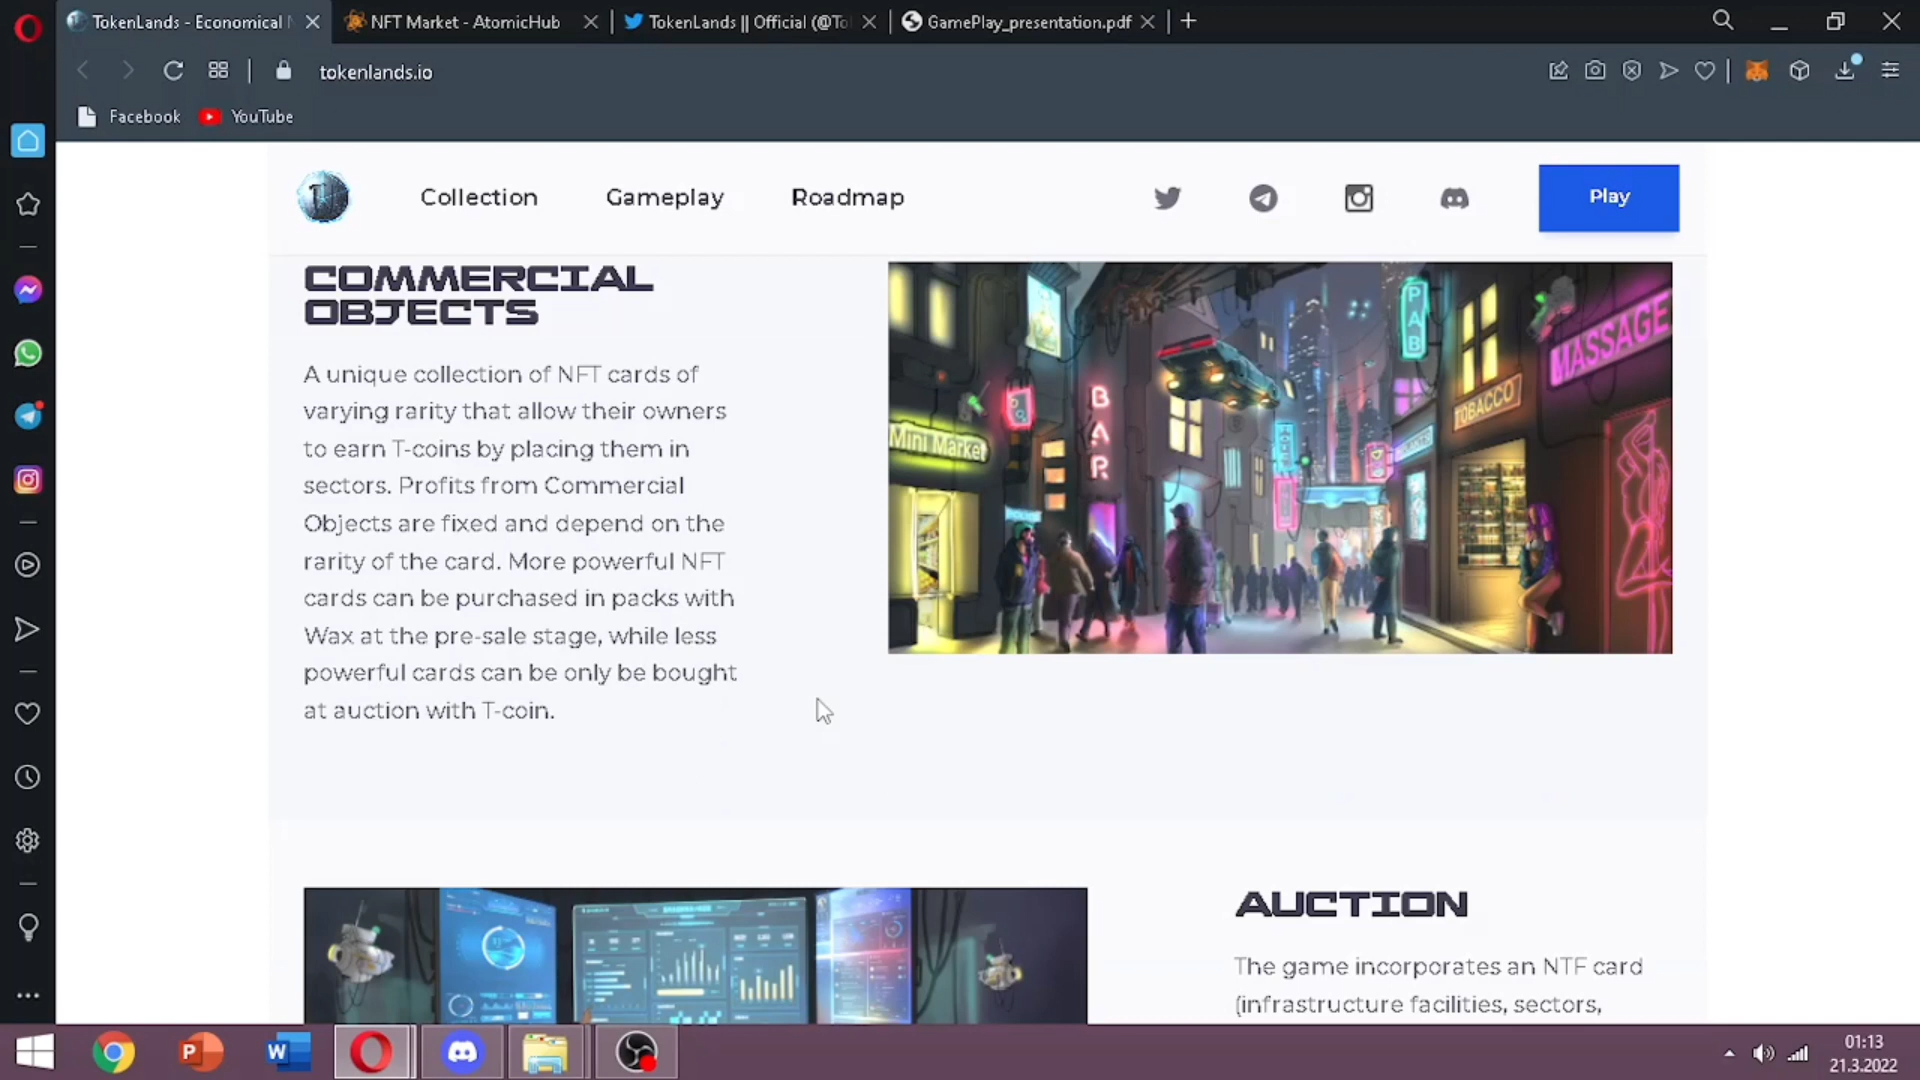 TokenLands - Economical
NFT Market - AtomicHub
TokenLands || Official (@To
GamePlay_presentation.pdf
tokenlands.io
Facebook
YouTube
Collection
Gameplay
Roadmap
Play
COMMERCIAL
OBJECTS
A unique collection of NFT cards of
varying rarity that allow their owners
to earn T-coins by placing them in
sectors. Profits from Commercial
Objects are fixed and depend on the
rarity of the card. More powerful NFT
cards can be purchased in packs with
Wax at the pre-sale stage, while less
powerful cards can be only be bought
at auction with T-coin.
Mini Market
BAR
PAB
TOBACCO
MASSAGE
AUCTION
The game incorporates an NTF card
(infrastructure facilities, sectors,
01:13
21.3.2022